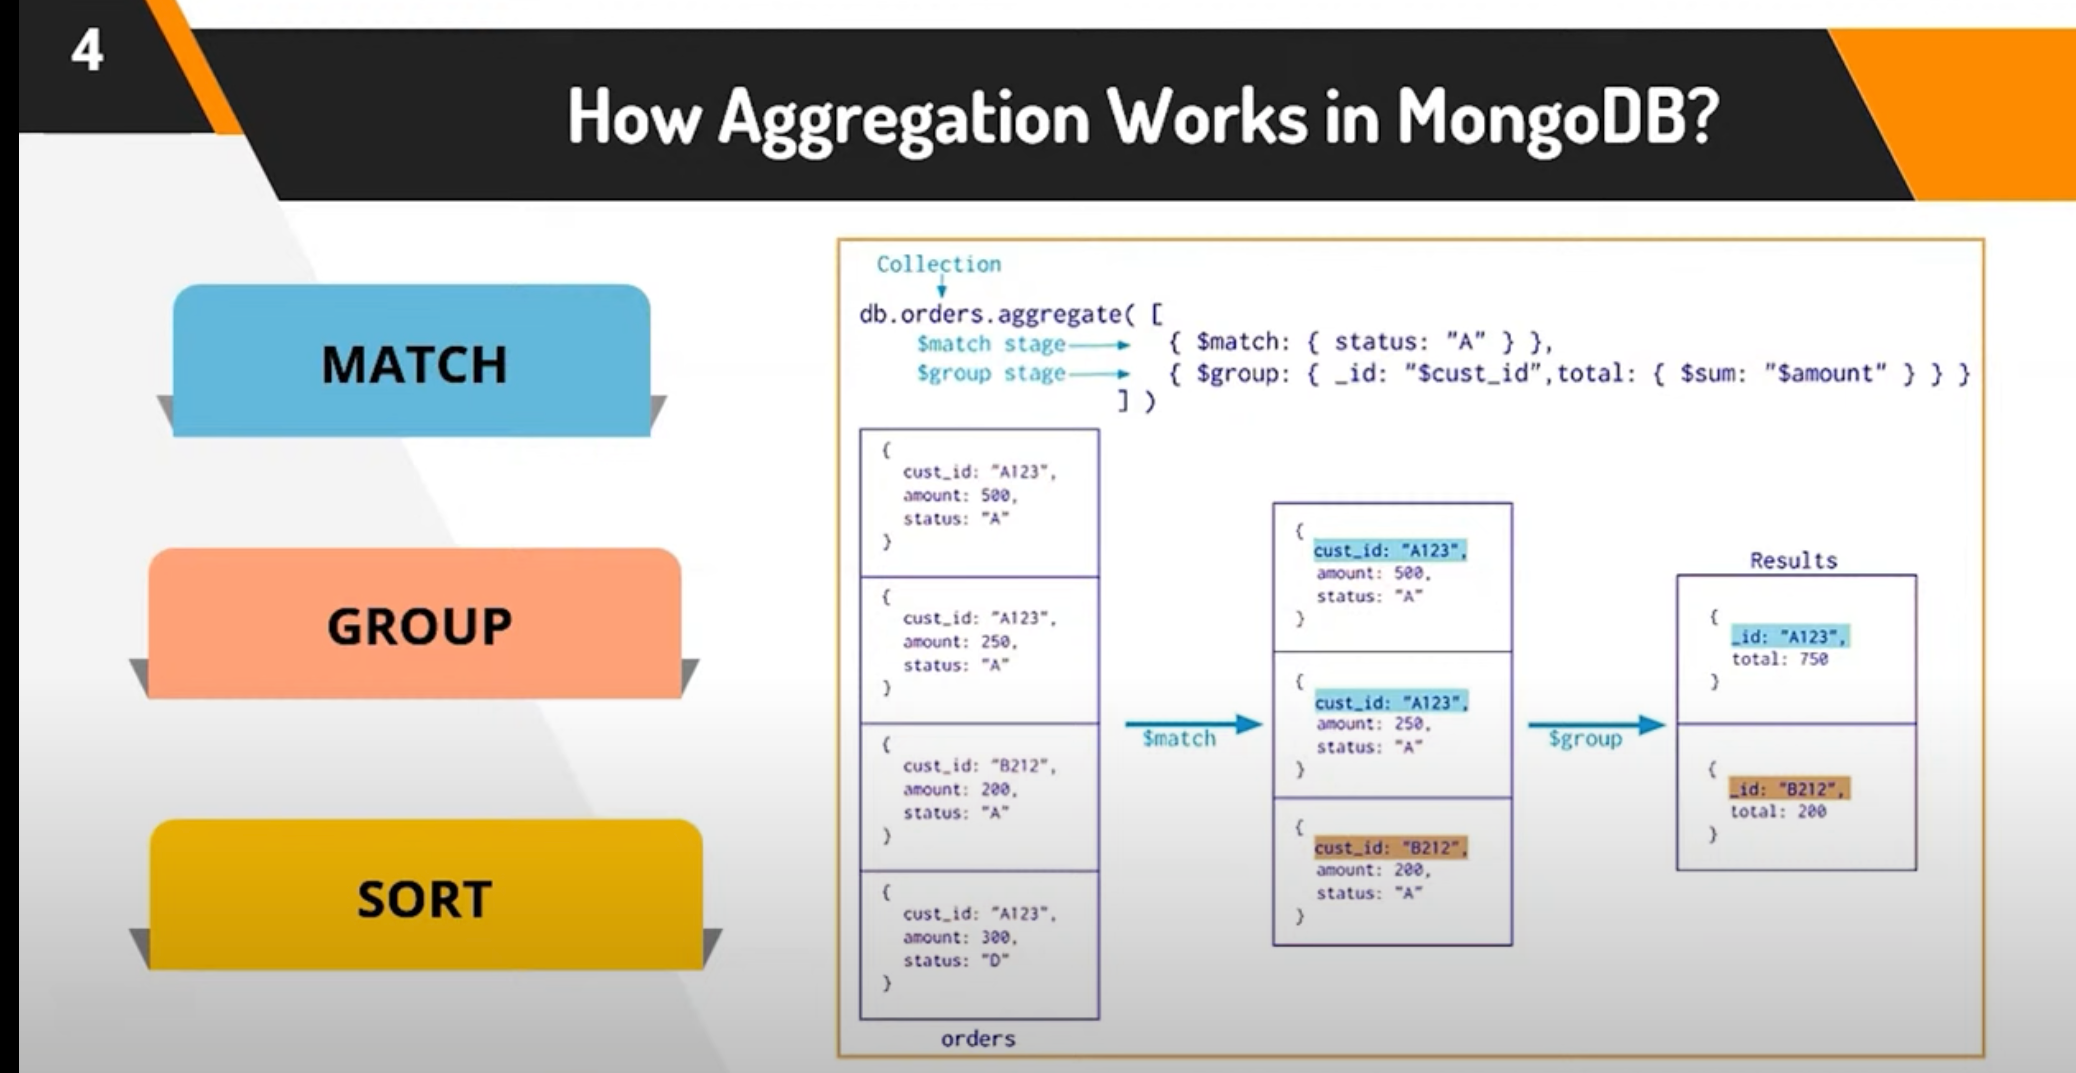 4
How Aggregation Works in MongoDB?
MATCH
GROUP
SORT
Collection
db.orders.aggregate( [
$match stage
{ $match: { status: "A" } },
$group stage
{ $group: { _id: "$cust_id",total: { $sum: "$amount" } } }
] )
{
cust_id: "A123",
amount: 500,
status: "A"
}
{
cust_id: "A123",
amount: 250,
status: "A"
}
{
cust_id: "B212",
amount: 200,
status: "A"
}
{
cust_id: "A123",
amount: 300,
status: "D"
}
orders
$match
{
cust_id: "A123",
amount: 500,
status: "A"
}
{
cust_id: "A123",
amount: 250,
status: "A"
}
{
cust_id: "B212",
amount: 200,
status: "A"
}
$group
Results
{
_id: "A123",
total: 750
}
{
_id: "B212",
total: 200
}